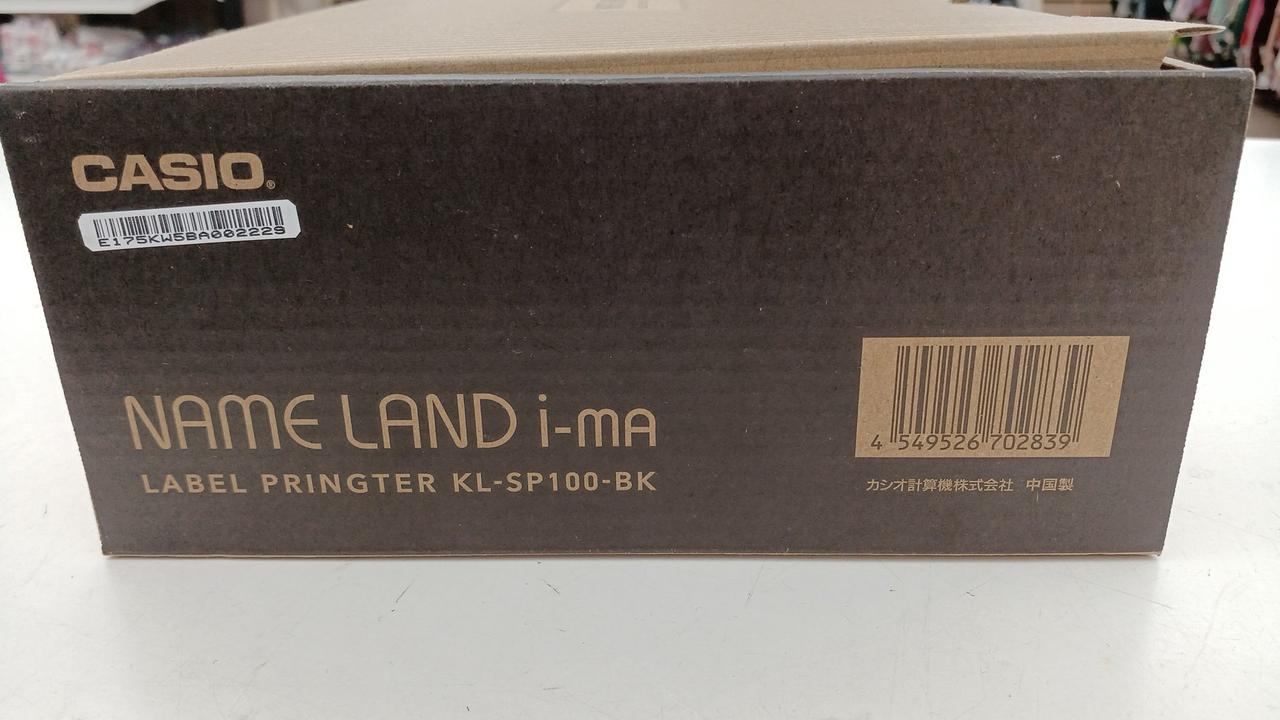 CASIO®
E175KW5BA002229
NAME LAND i-ma
LABEL PRINGTER KL-SP100-BK
4 549526 702839
カシオ計算機株式会社 中国製